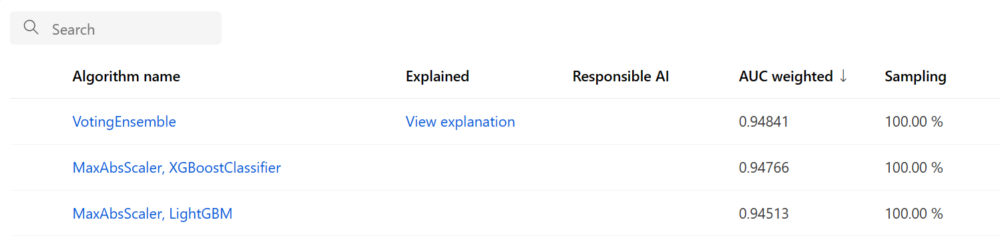 Search
Algorithm name Explained Responsible AI AUC weighted ↓ Sampling
VotingEnsemble View explanation 0.94841 100.00 %
MaxAbsScaler, XGBoostClassifier 0.94766 100.00 %
MaxAbsScaler, LightGBM 0.94513 100.00 %